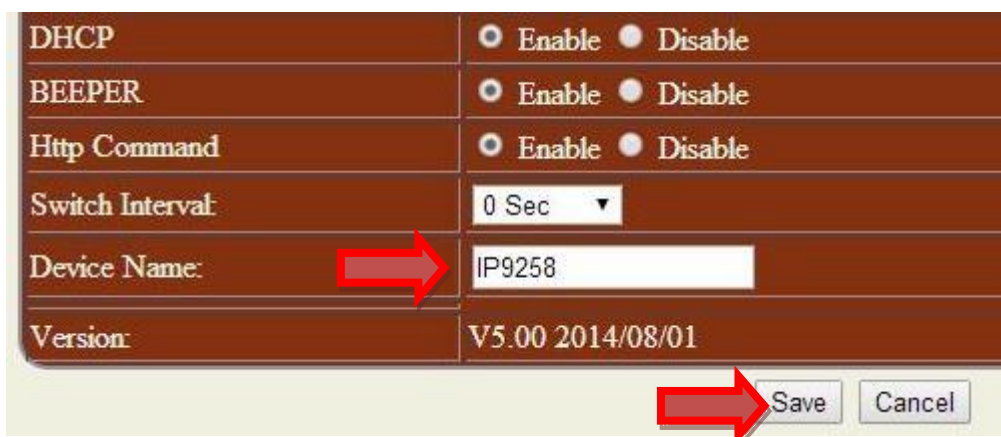 DHCP Enable Disable
BEEPER Enable Disable
Http Command Enable Disable
Switch Interval: 0 Sec
Device Name: IP9258
Version: V5.00 2014/08/01
Save Cancel